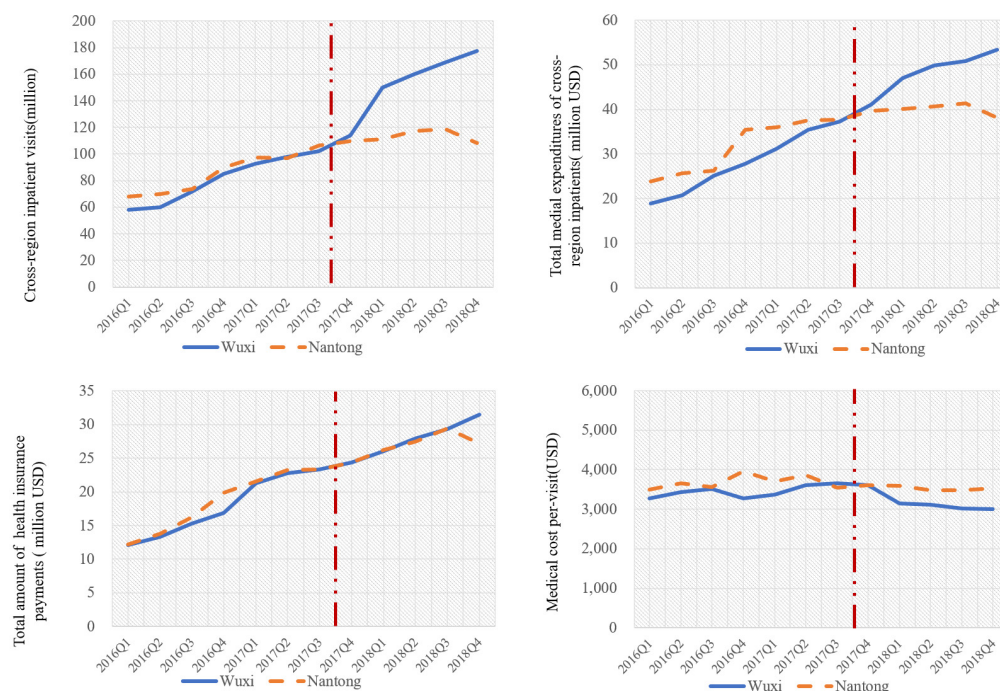 Cross-region inpatient visits(million)
200
180
160
140
120
100
80
60
40
20
0
2016Q1
2016Q2
2016Q3
2016Q4
2017Q1
2017Q2
2017Q3
2017Q4
2018Q1
2018Q2
2018Q3
2018Q4
Wuxi
Nantong
Total medial expenditures of cross-
region inpatients( million USD)
60
50
40
30
20
10
0
2016Q1
2016Q2
2016Q3
2016Q4
2017Q1
2017Q2
2017Q3
2017Q4
2018Q1
2018Q2
2018Q3
2018Q4
Wuxi
Nantong
Total amount of health insurance
payments ( million USD)
35
30
25
20
15
10
5
0
2016Q1
2016Q2
2016Q3
2016Q4
2017Q1
2017Q2
2017Q3
2017Q4
2018Q1
2018Q2
2018Q3
2018Q4
Wuxi
Nantong
Medical cost per-visit(USD)
6,000
5,000
4,000
3,000
2,000
1,000
0
2016Q1
2016Q2
2016Q3
2016Q4
2017Q1
2017Q2
2017Q3
2017Q4
2018Q1
2018Q2
2018Q3
2018Q4
Wuxi
Nantong